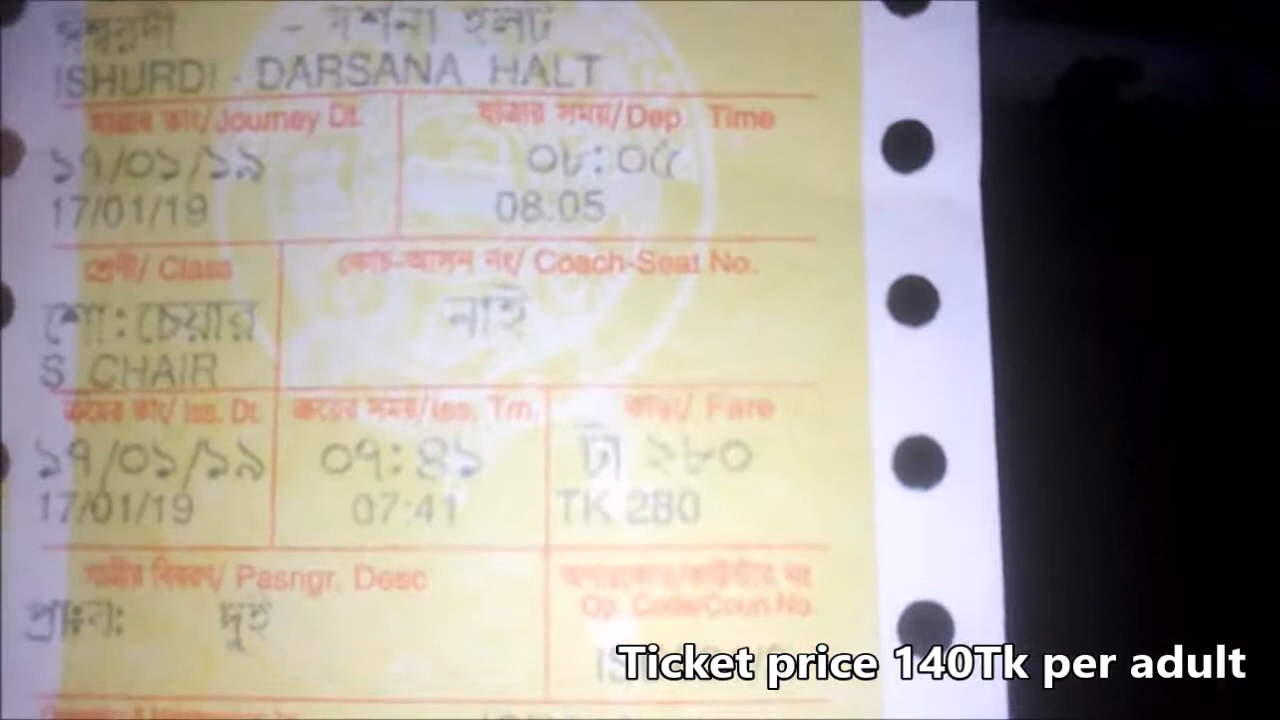 ঈশ্বরদী - দর্শনা হল্ট
ISHURDI - DARSANA HALT
যাত্রার তাং/Journey Dt. যাত্রার সময়/Dep. Time
১৭/০১/১৯ ০৮:০৫
17/01/19 08:05
শ্রেণী/ Class কোচ-আসন নং/ Coach-Seat No.
শো:চেয়ার নাই
S_CHAIR
ক্রয়ের তাং/ Iss. Dt. ক্রয়ের সময়/Iss. Tm. ভাড়া/ Fare
১৭/০১/১৯ ০৭:৪১ টা ২৮০
17/01/19 07:41 TK 280
যাত্রীর বিবরণ/ Pasngr. Desc
Op. Code/Coun.No.
প্রা:ব: দুই
Ticket price 140Tk per adult